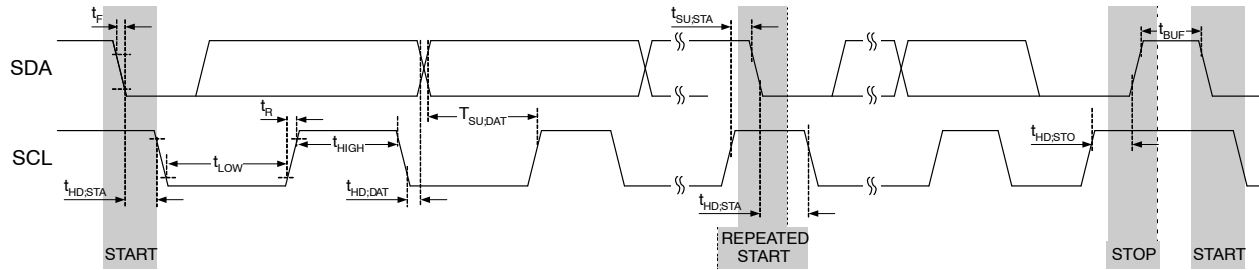 tF
tSU;STA
tBUF
SDA
tR
TSU;DAT
SCL
tLOW
tHIGH
tHD;STO
tHD;STA
tHD;DAT
tHD;STA
START
REPEATED
START
STOP
START